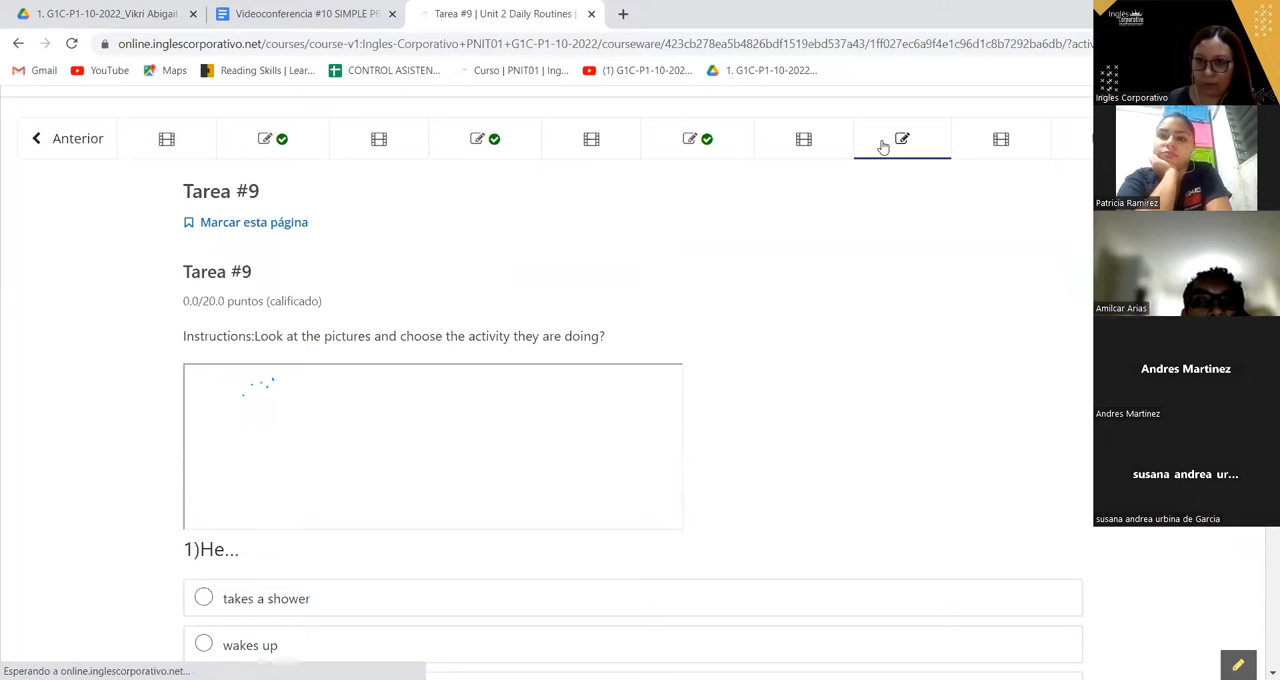 1. G1C-P1-10-2022_Vikri Abigail
Videoconferencia #10 SIMPLE PR
Tarea #9 | Unit 2 Daily Routines |
online.inglescorporativo.net/courses/course-v1:Ingles-Corporativo+PNIT01+G1C-P1-10-2022/courseware/423cb278ea5b4826bdf1519ebd537a43/1ff027ec6a9f4e1c96d1c8b7292ba6db/?acti
Gmail
YouTube
Maps
Reading Skills | Lear...
CONTROL ASISTEN...
Curso | PNIT01 | Ing...
(1) G1C-P1-10-202...
1. G1C-P1-10-2022...
Anterior
Tarea #9
Marcar esta página
Tarea #9
0.0/20.0 puntos (calificado)
Instructions:Look at the pictures and choose the activity they are doing?
1)He...
takes a shower
wakes up
Esperando a online.inglescorporativo.net...
Inglés
Corporativo
Ingles Corporativo
Patricia Ramirez
Amilcar Arias
Andres Martinez
Andres Martinez
susana andrea ur...
susana andrea urbina de Garcia